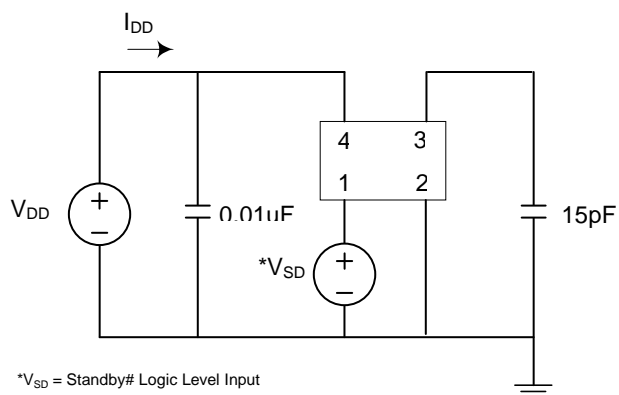 IDD
4 3
1 2
VDD
0.01uF
15pF
*VSD
*VSD = Standby# Logic Level Input